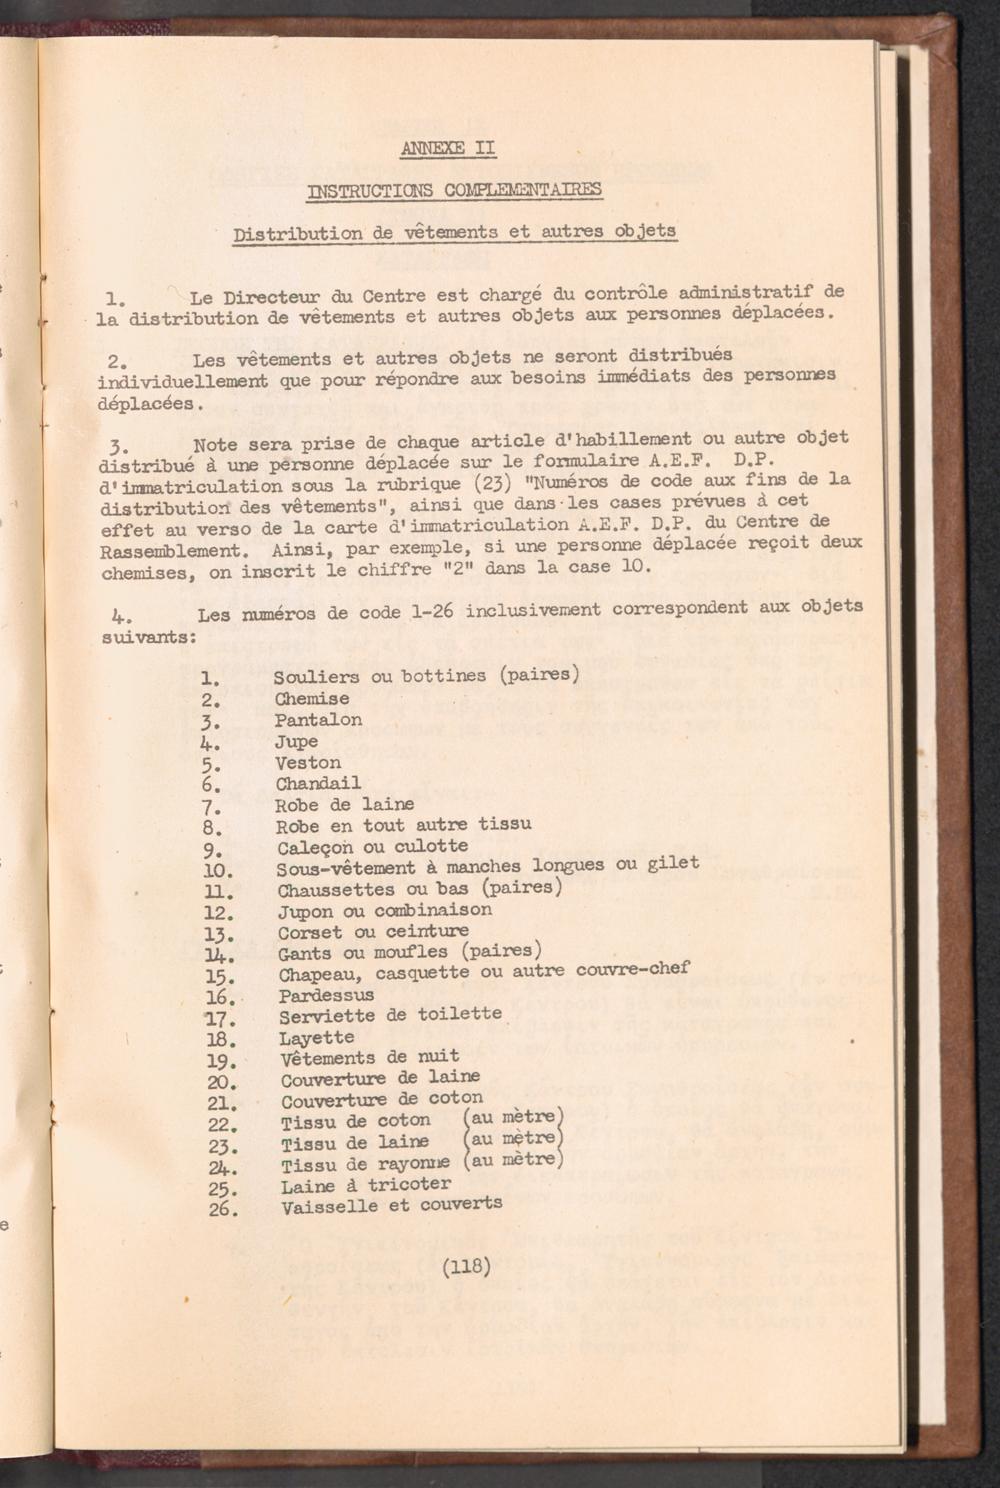 ANNEXE II
INSTRUCTIONS COMPLEMENTAIRES
Distribution de vêtements et autres objets
1. Le Directeur du Centre est chargé du contrôle administratif de
la distribution de vêtements et autres objets aux personnes déplacées.
2. Les vêtements et autres objets ne seront distribués
individuellement que pour répondre aux besoins immédiats des personnes
déplacées.
3. Note sera prise de chaque article d'habillement ou autre objet
distribué à une personne déplacée sur le formulaire A.E.F. D.P.
d'immatriculation sous la rubrique (23) "Numéros de code aux fins de la
distribution des vêtements", ainsi que dans les cases prévues à cet
effet au verso de la carte d'immatriculation A.E.F. D.P. du Centre de
Rassemblement. Ainsi, par exemple, si une personne déplacée reçoit deux
chemises, on inscrit le chiffre "2" dans la case 10.
4. Les numéros de code 1-26 inclusivement correspondent aux objets
suivants:
1. Souliers ou bottines (paires)
2. Chemise
3. Pantalon
4. Jupe
5. Veston
6. Chandail
7. Robe de laine
8. Robe en tout autre tissu
9. Caleçon ou culotte
10. Sous-vêtement à manches longues ou gilet
11. Chaussettes ou bas (paires)
12. Jupon ou combinaison
13. Corset ou ceinture
14. Gants ou moufles (paires)
15. Chapeau, casquette ou autre couvre-chef
16. Pardessus
17. Serviette de toilette
18. Layette
19. Vêtements de nuit
20. Couverture de laine
21. Couverture de coton
22. Tissu de coton (au mètre)
23. Tissu de laine (au mètre)
24. Tissu de rayonne (au mètre)
25. Laine à tricoter
26. Vaisselle et couverts
(118)